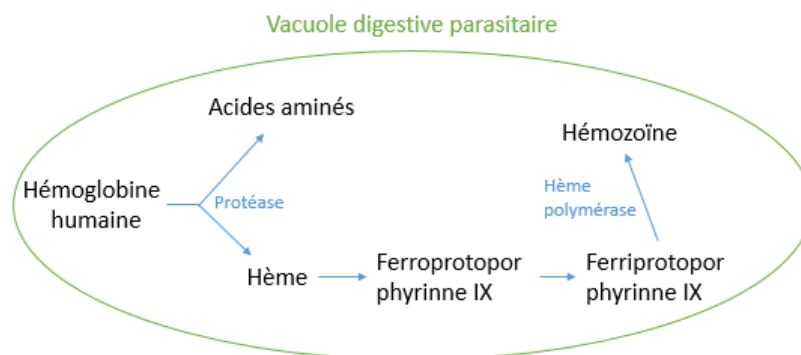 Vacuole digestive parasitaire
Acides aminés
Hémozoïne
Hémoglobine
humaine
Protéase
Hème
polymérase
Hème
Ferroprotopor
phyrinne IX
Ferriprotopor
phyrinne IX